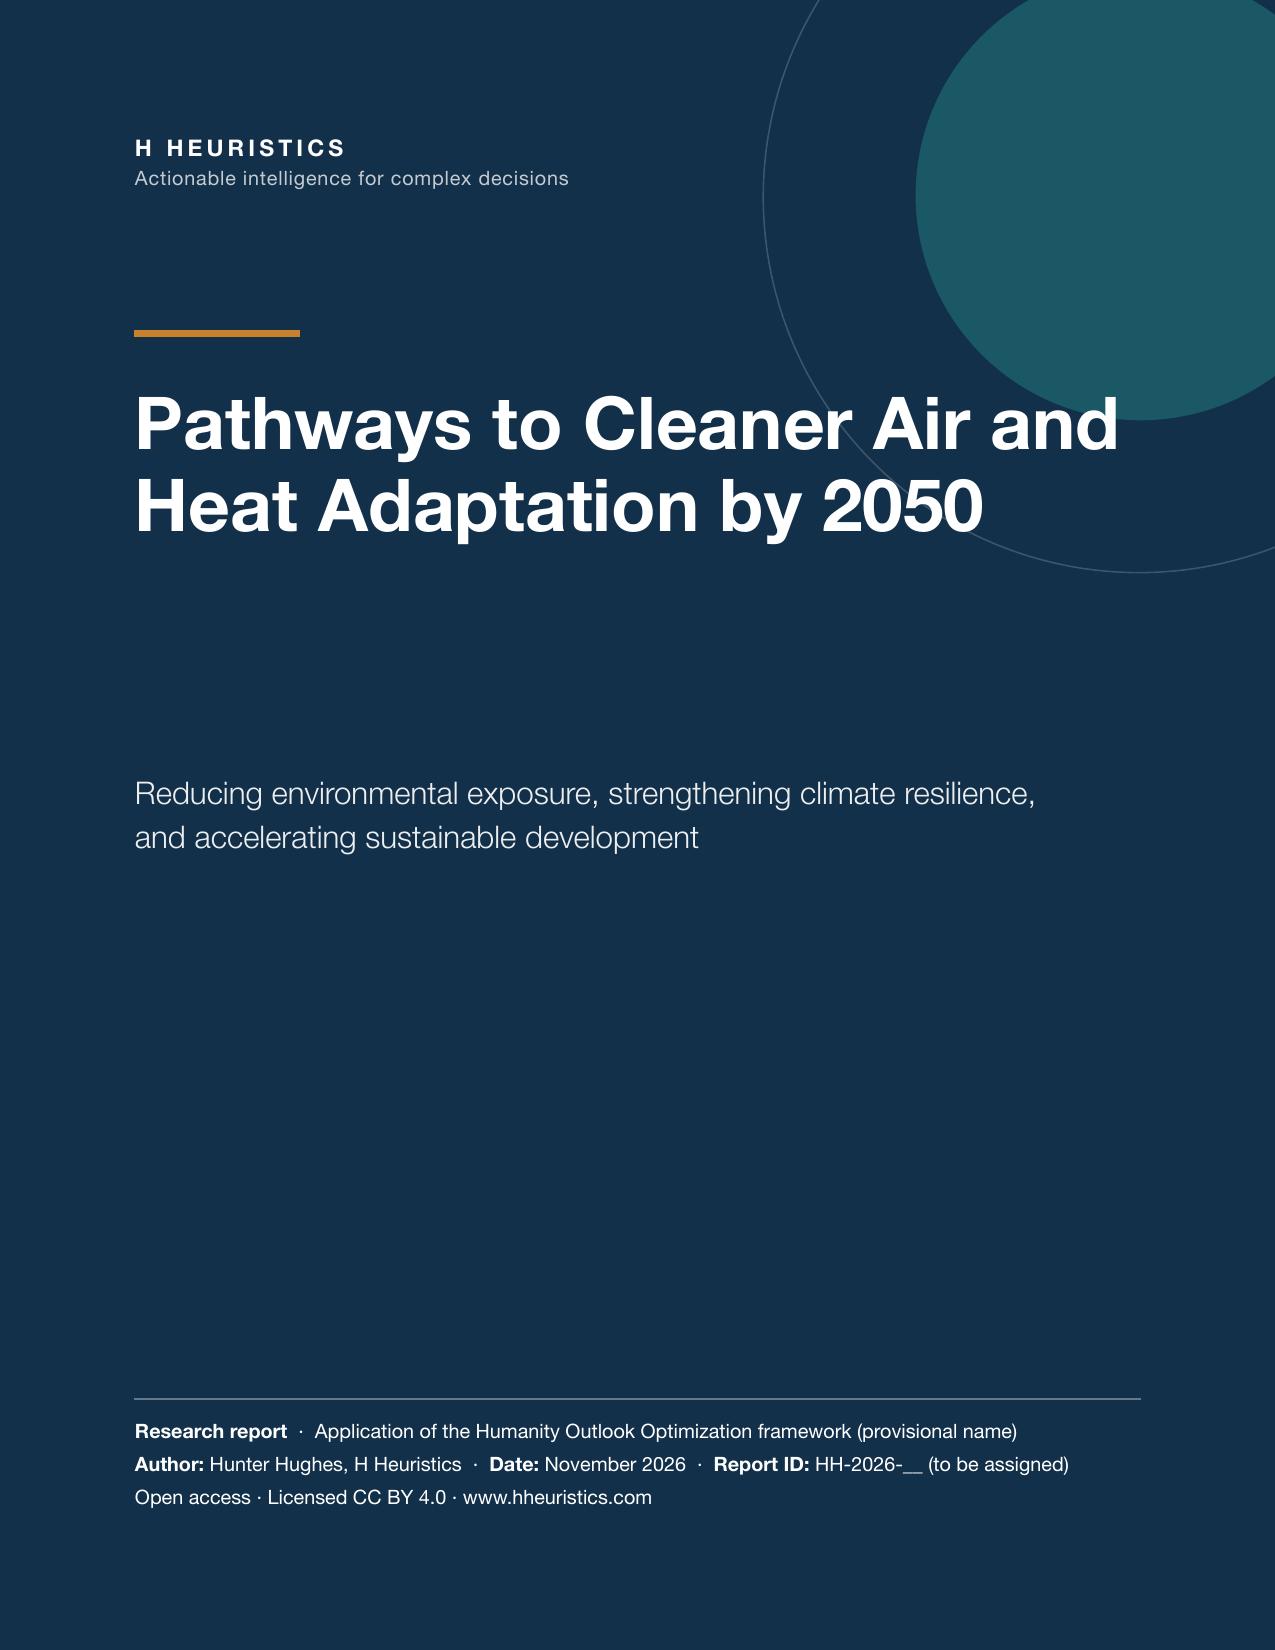 H HEURISTICS
Actionable intelligence for complex decisions
Pathways to Cleaner Air and
Heat Adaptation by 2050
Reducing environmental exposure, strengthening climate resilience,
and accelerating sustainable development
Research report · Application of the Humanity Outlook Optimization framework (provisional name)
Author: Hunter Hughes, H Heuristics · Date: November 2026 · Report ID: HH-2026-__ (to be assigned)
Open access · Licensed CC BY 4.0 · www.hheuristics.com